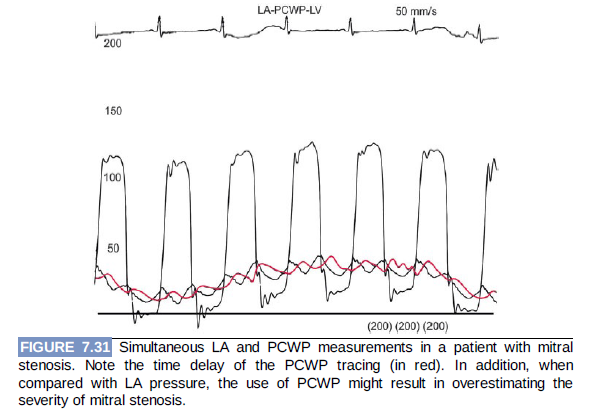 LA-PCWP-LV 50 mm/s
200
150
100
50
(200) (200) (200)
FIGURE 7.31 Simultaneous LA and PCWP measurements in a patient with mitral
stenosis. Note the time delay of the PCWP tracing (in red). In addition, when
compared with LA pressure, the use of PCWP might result in overestimating the
severity of mitral stenosis.